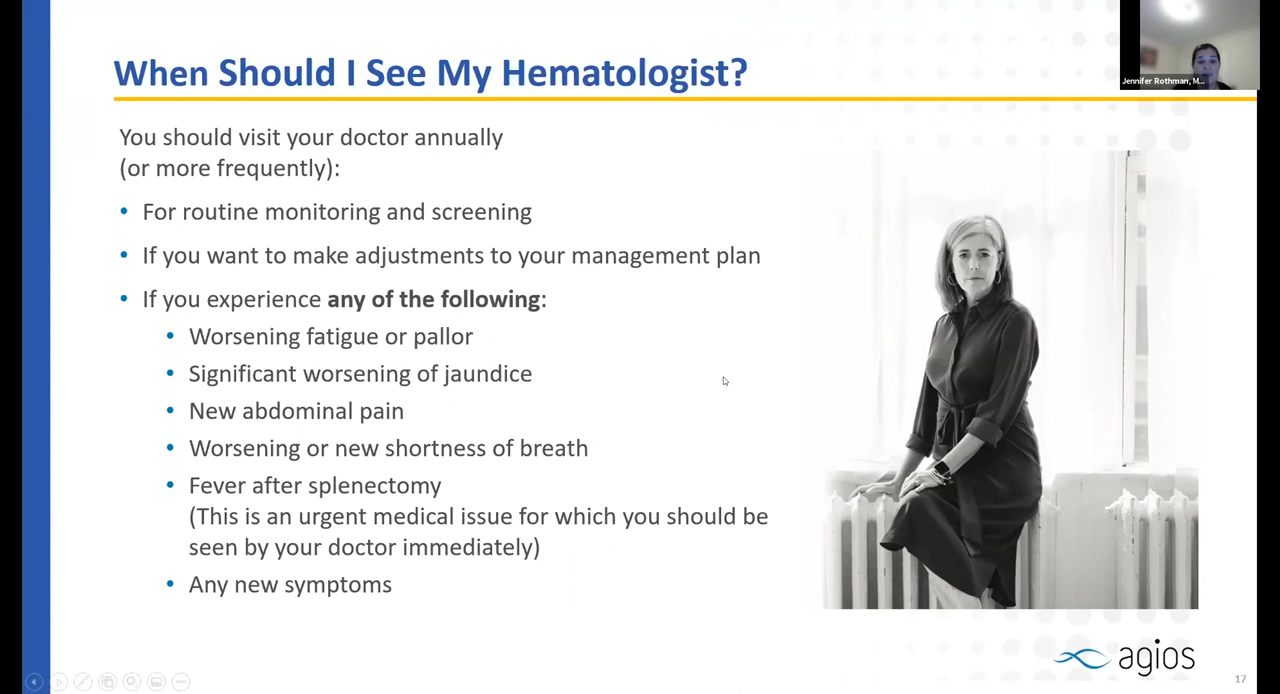 When Should I See My Hematologist?
Jennifer Rothman, M...
You should visit your doctor annually
(or more frequently):
• For routine monitoring and screening
• If you want to make adjustments to your management plan
• If you experience any of the following:
• Worsening fatigue or pallor
• Significant worsening of jaundice
• New abdominal pain
• Worsening or new shortness of breath
• Fever after splenectomy
(This is an urgent medical issue for which you should be
seen by your doctor immediately)
• Any new symptoms
agios
17